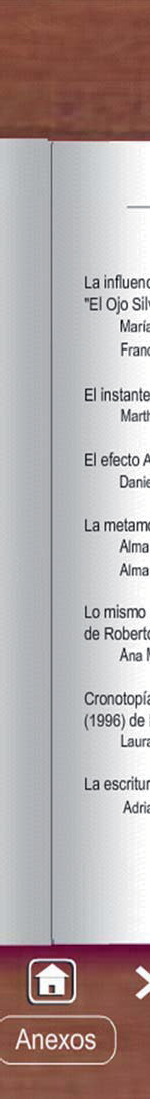 La influenc
"El Ojo Silv
María
Franc
El instante
Marth
El efecto A
Danie
La metamo
Alma
Alma
Lo mismo
de Roberto
Ana M
Cronotopía
(1996) de
Laura
La escritur
Adria
Anexos